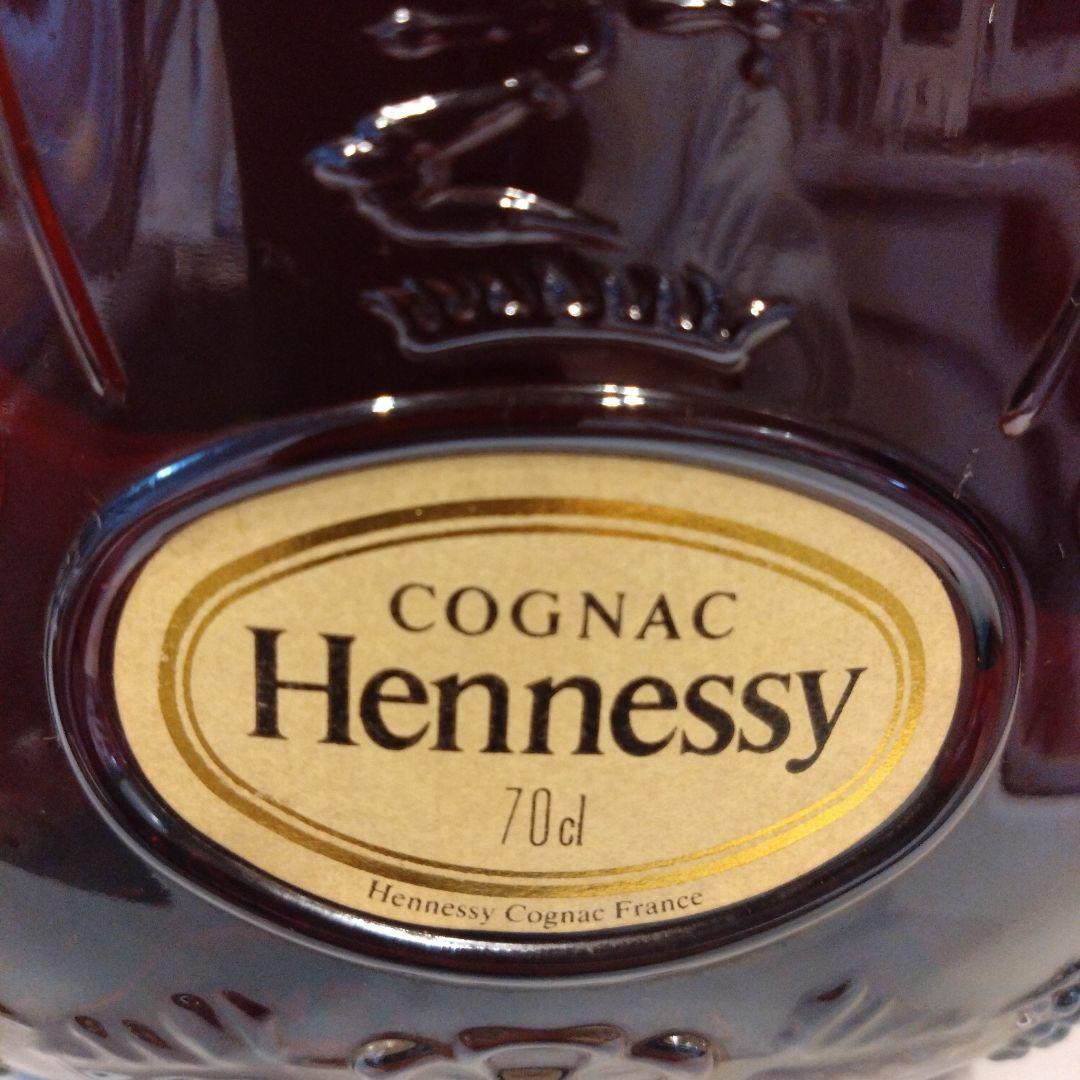 COGNAC
Hennessy
70cl
Hennessy Cognac France